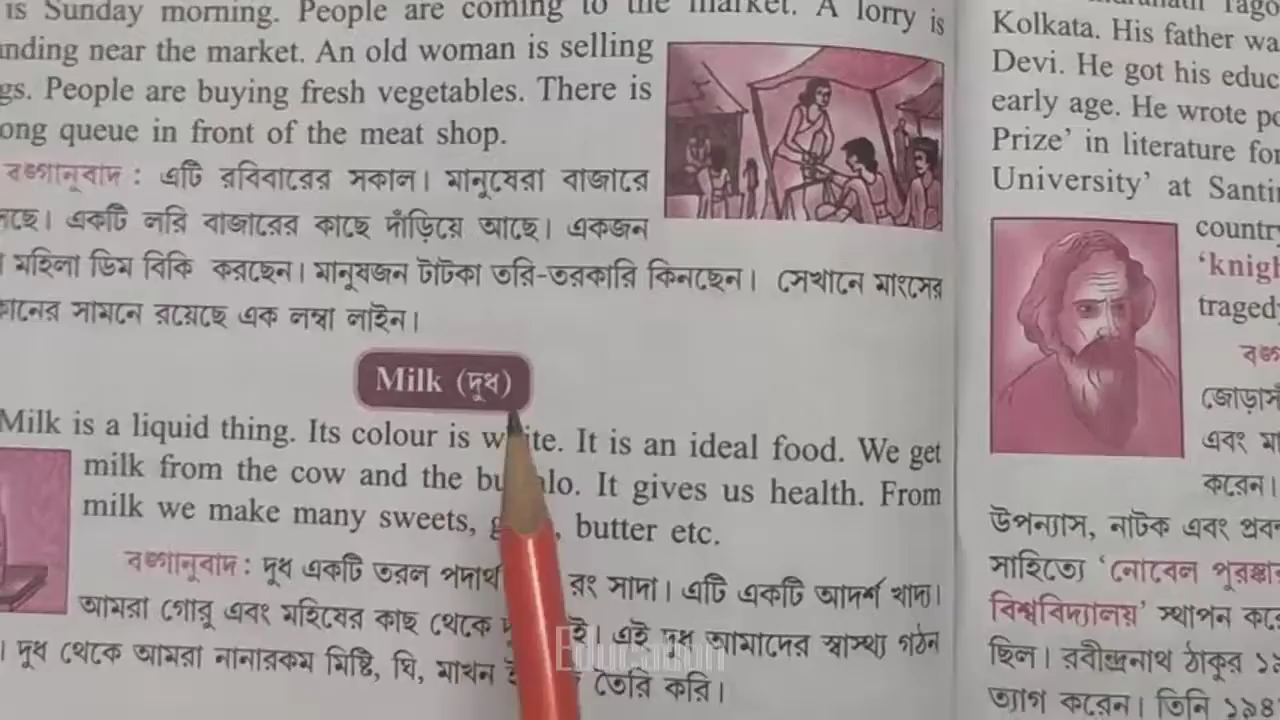 is Sunday morning. People are coming to the market. A lorry is
nding near the market. An old woman is selling
gs. People are buying fresh vegetables. There is
ong queue in front of the meat shop.
বঙ্গানুবাদ : এটি রবিবারের সকাল। মানুষেরা বাজারে
ছে। একটি লরি বাজারের কাছে দাঁড়িয়ে আছে। একজন
মহিলা ডিম বিকি করছেন। মানুষজন টাটকা তরি-তরকারি কিনছেন। সেখানে মাংসের
কানের সামনে রয়েছে এক লম্বা লাইন।
Milk (দুধ)
Milk is a liquid thing. Its colour is w ite. It is an ideal food. We get
milk from the cow and the bu lo. It gives us health. From
milk we make many sweets, g , butter etc.
বঙ্গানুবাদ : দুধ একটি তরল পদার্থ রং সাদা। এটি একটি আদর্শ খাদ্য।
আমরা গোরু এবং মহিষের কাছ থেকে ই। এই দুধ আমাদের স্বাস্থ্য গঠন
। দুধ থেকে আমরা নানারকম মিষ্টি, ঘি, মাখন তৈরি করি।
Education
Kolkata. His father wa
Devi. He got his educ
early age. He wrote po
Prize’ in literature for
University’ at Santi
country
‘knigh
traged
জোড়াসাঁ
এবং মা
করেন।
উপন্যাস, নাটক এবং প্রবন্
সাহিত্যে ‘নোবেল পুরস্কার
বিশ্ববিদ্যালয়’ স্থাপন করে
ছিল। রবীন্দ্রনাথ ঠাকুর ১৯
ত্যাগ করেন। তিনি ১৯৪